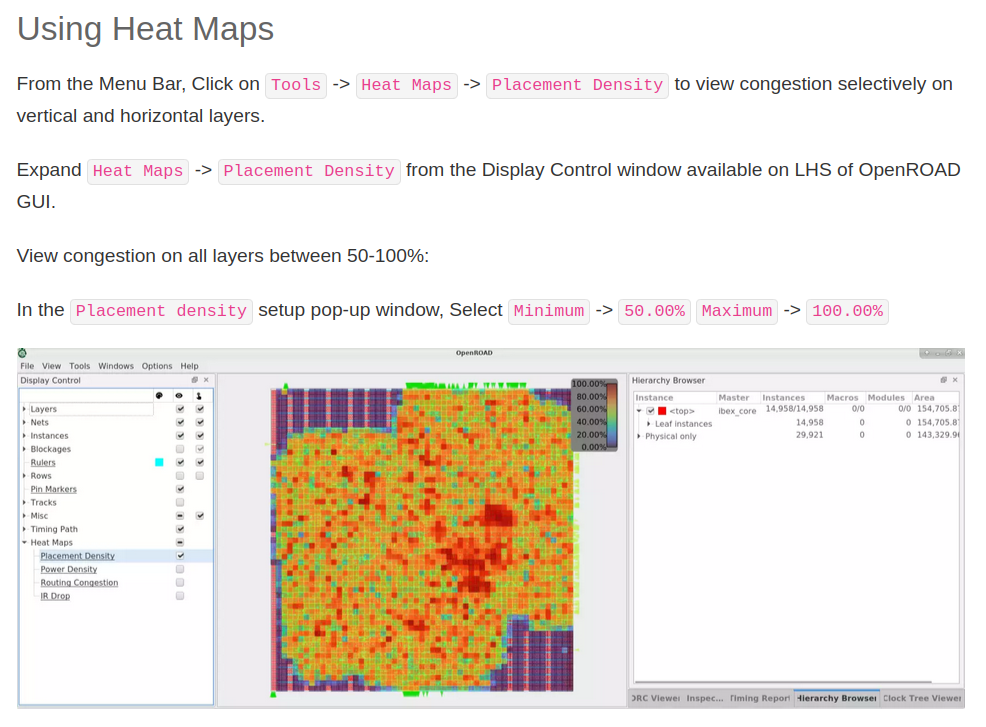 Using Heat Maps
From the Menu Bar, Click on Tools -> Heat Maps -> Placement Density to view congestion selectively on
vertical and horizontal layers.
Expand Heat Maps -> Placement Density from the Display Control window available on LHS of OpenROAD
GUI.
View congestion on all layers between 50-100%:
In the Placement density setup pop-up window, Select Minimum -> 50.00% Maximum -> 100.00%
OpenROAD
File View Tools Windows Options Help
Display Control
Layers
Nets
Instances
Blockages
Rulers
Rows
Pin Markers
Tracks
Misc
Timing Path
Heat Maps
Placement Density
Power Density
Routing Congestion
IR Drop
100.00%
80.00%
60.00%
40.00%
20.00%
0.00%
Hierarchy Browser
Instance Master Instances Macros Modules Area
<top> ibex_core 14,958/14,958 0/0 0/0 154,705.8
Leaf instances 14,958 0 0 154,705.8
Physical only 29,921 0 0 143,329.9
DRC Viewer Inspec... Timing Report Hierarchy Browser Clock Tree Viewer